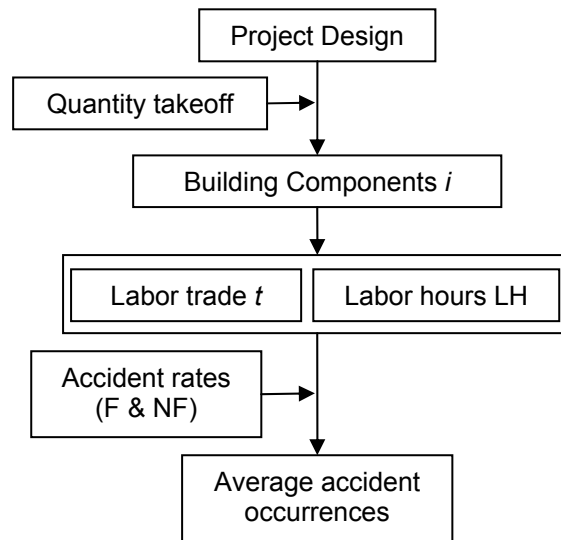 Project Design
Quantity takeoff
Building Components i
Labor trade t
Labor hours LH
Accident rates
(F & NF)
Average accident
occurrences